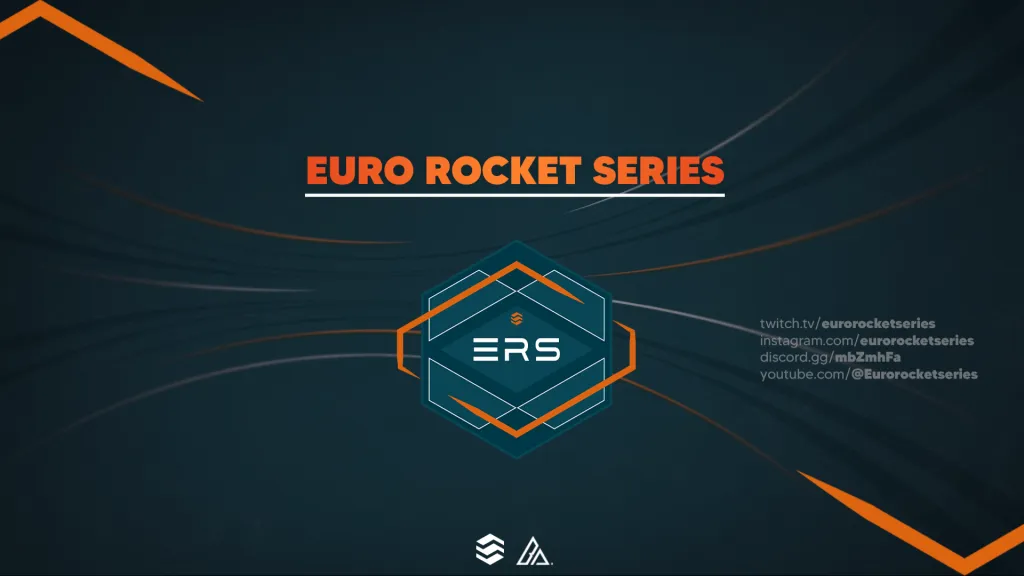 EURO ROCKET SERIES
ERS
twitch.tv/eurorocketseries
instagram.com/eurorocketseries
discord.gg/mbZmhFa
youtube.com/@Eurorocketseries